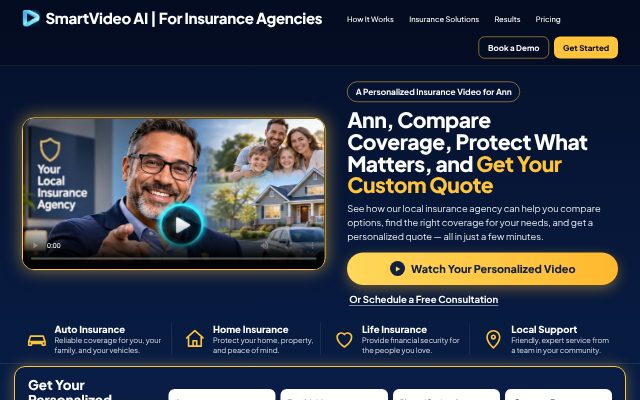 SmartVideo AI | For Insurance Agencies
How It Works
Insurance Solutions
Results
Pricing
Book a Demo
Get Started
Your
Local
Insurance
Agency
0:00
A Personalized Insurance Video for Ann
Ann, Compare
Coverage, Protect What
Matters, and Get Your
Custom Quote
See how our local insurance agency can help you compare
options, find the right coverage for your needs, and get a
personalized quote — all in just a few minutes.
Watch Your Personalized Video
Or Schedule a Free Consultation
Auto Insurance
Reliable coverage for you, your
family, and your vehicles.
Home Insurance
Protect your home, property,
and peace of mind.
Life Insurance
Provide financial security for
the people you love.
Local Support
Friendly, expert service from
a team in your community.
Get Your
Personalized